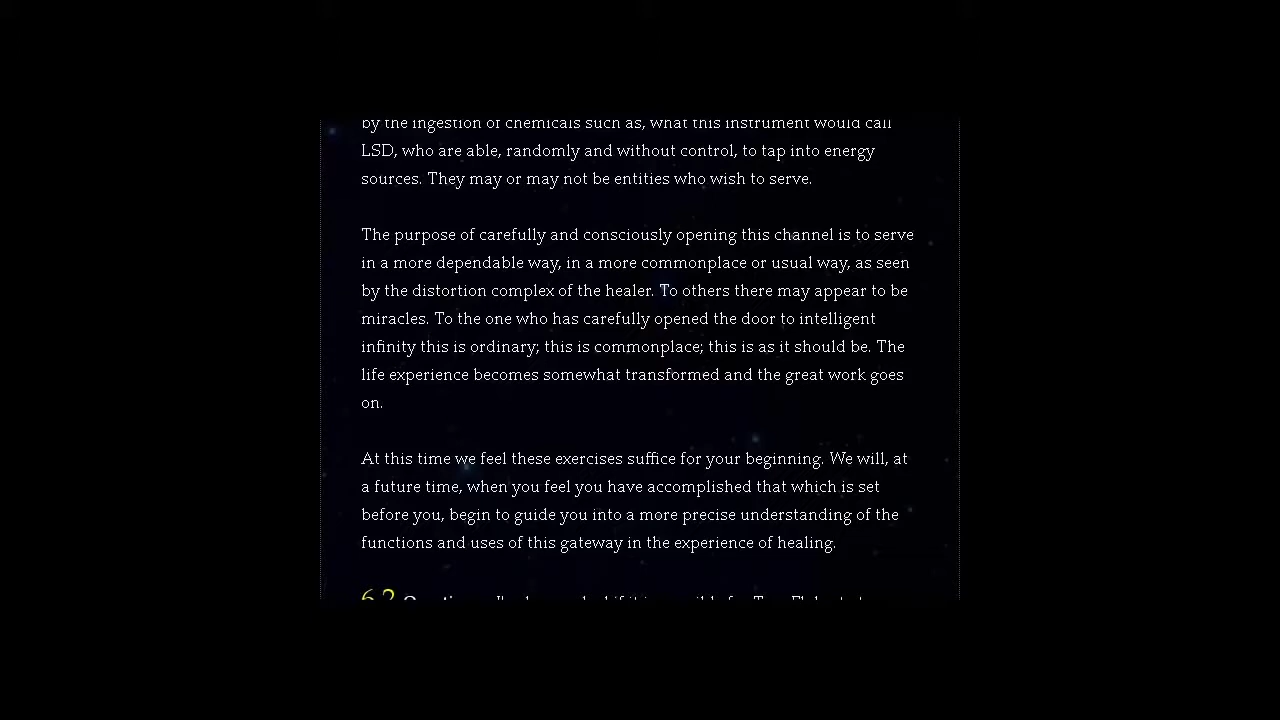 by the ingestion of chemicals such as, what this instrument would call
LSD, who are able, randomly and without control, to tap into energy
sources. They may or may not be entities who wish to serve.
The purpose of carefully and consciously opening this channel is to serve
in a more dependable way, in a more commonplace or usual way, as seen
by the distortion complex of the healer. To others there may appear to be
miracles. To the one who has carefully opened the door to intelligent
infinity this is ordinary; this is commonplace; this is as it should be. The
life experience becomes somewhat transformed and the great work goes
on.
At this time we feel these exercises suffice for your beginning. We will, at
a future time, when you feel you have accomplished that which is set
before you, begin to guide you into a more precise understanding of the
functions and uses of this gateway in the experience of healing.
6.2